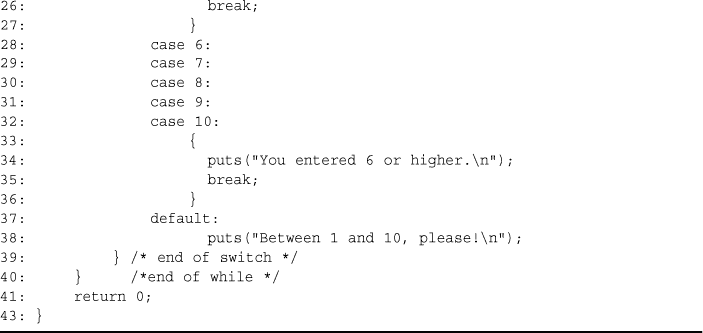 26:                    break;
27:                  }
28:              case 6:
29:              case 7:
30:              case 8:
31:              case 9:
32:              case 10:
33:                  {
34:                    puts("You entered 6 or higher.\n");
35:                    break;
36:                  }
37:              default:
38:                    puts("Between 1 and 10, please!\n");
39:          } /* end of switch */
40:      }     /*end of while */
41:      return 0;
43: }